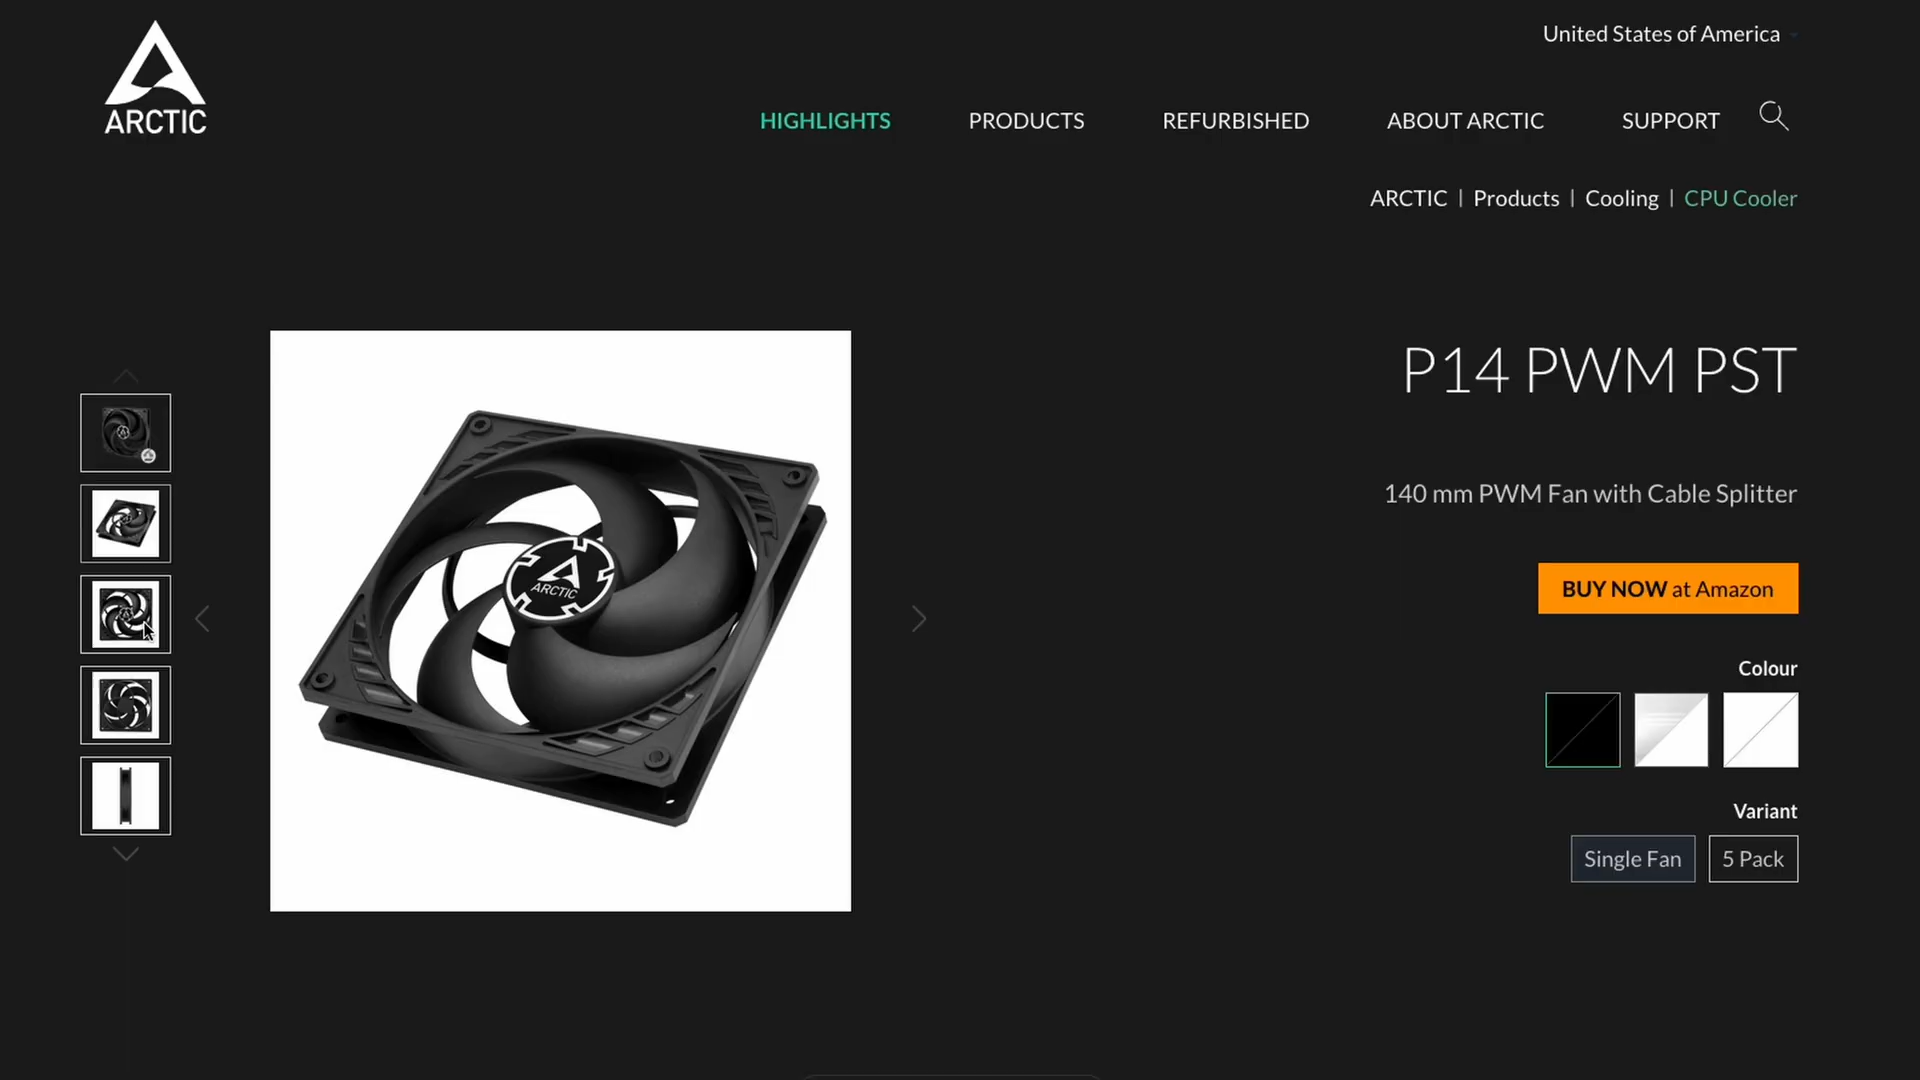 United States of America
ARCTIC
HIGHLIGHTS PRODUCTS REFURBISHED ABOUT ARCTIC SUPPORT
ARCTIC | Products | Cooling | CPU Cooler
P14 PWM PST
140 mm PWM Fan with Cable Splitter
BUY NOW at Amazon
Colour
Variant
Single Fan 5 Pack
ARCTIC